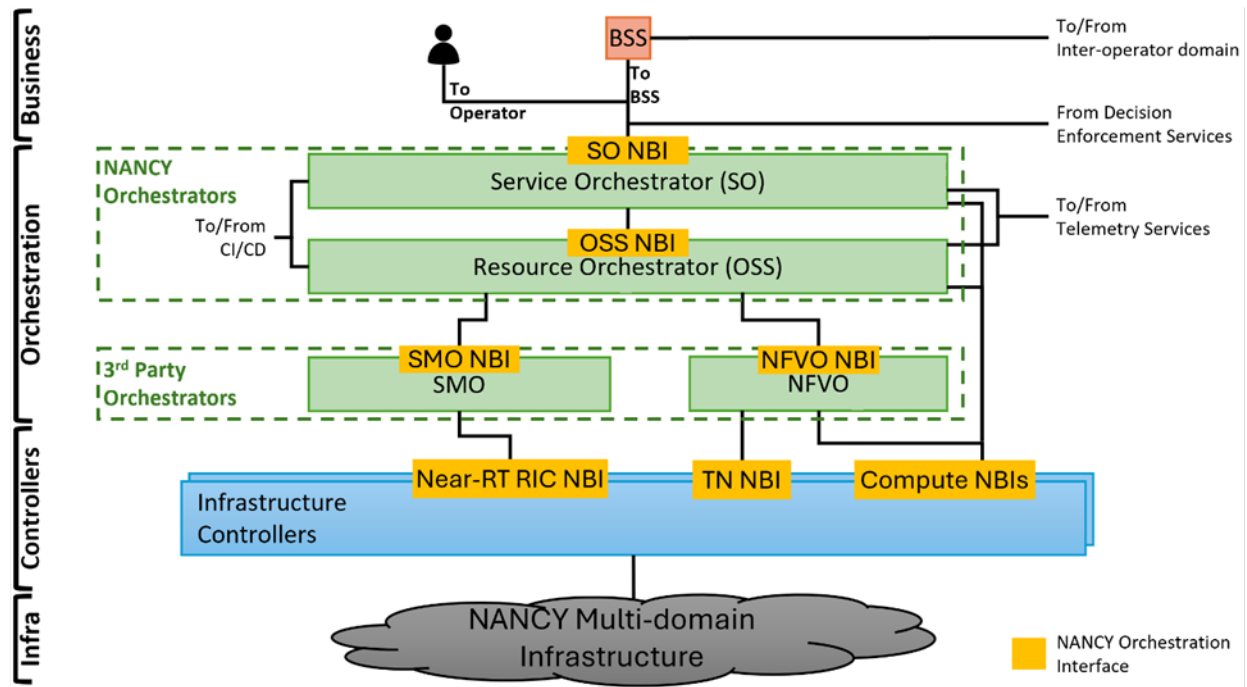 Business
BSS
To/From
Inter-operator domain
To
BSS
To
Operator
From Decision
Enforcement Services
Orchestration
NANCY
Orchestrators
SO NBI
Service Orchestrator (SO)
To/From
CI/CD
To/From
Telemetry Services
OSS NBI
Resource Orchestrator (OSS)
3rd Party
Orchestrators
SMO NBI
SMO
NFVO NBI
NFVO
Controllers
Near-RT RIC NBI
TN NBI
Compute NBIs
Infrastructure
Controllers
Infra
NANCY Multi-domain
Infrastructure
NANCY Orchestration
Interface